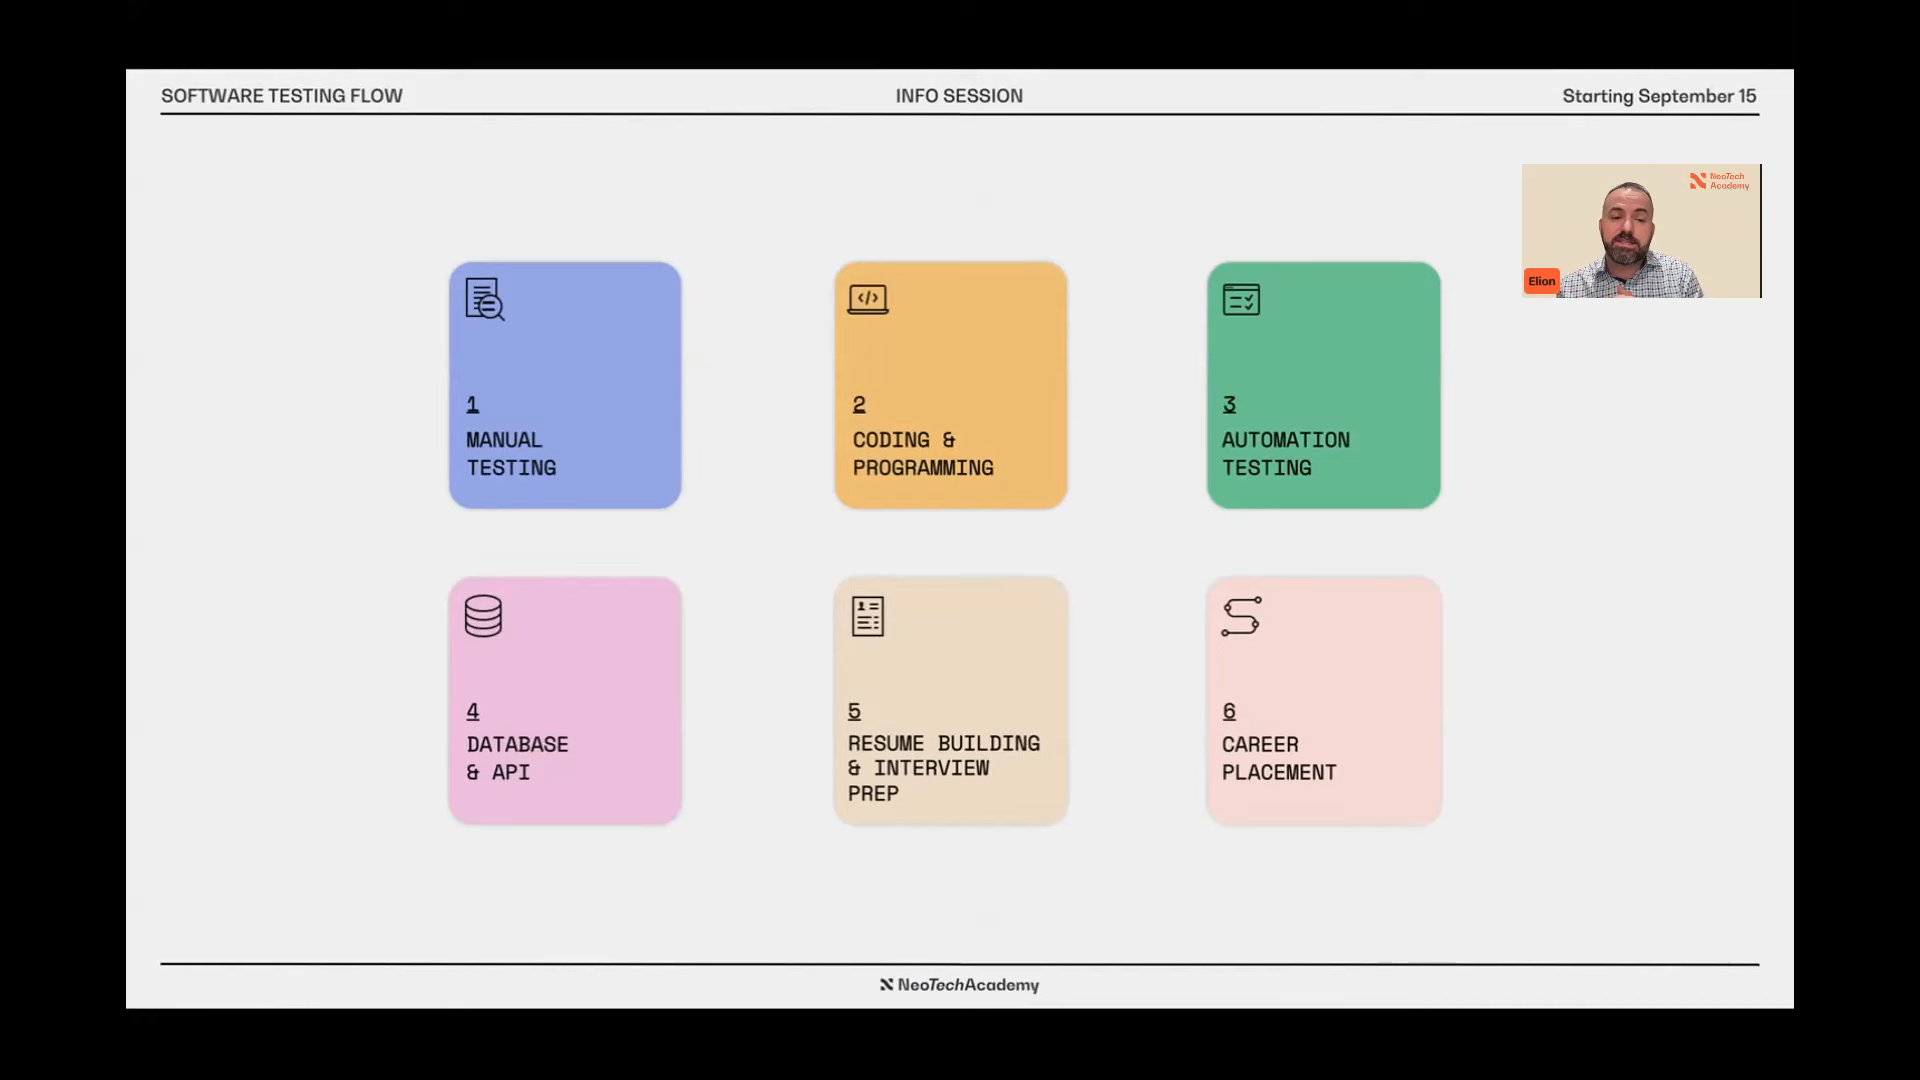 SOFTWARE TESTING FLOW
INFO SESSION
Starting September 15
NeoTech
Academy
Elion
1
MANUAL
TESTING
2
CODING &
PROGRAMMING
3
AUTOMATION
TESTING
4
DATABASE
& API
5
RESUME BUILDING
& INTERVIEW
PREP
6
CAREER
PLACEMENT
NeoTechAcademy